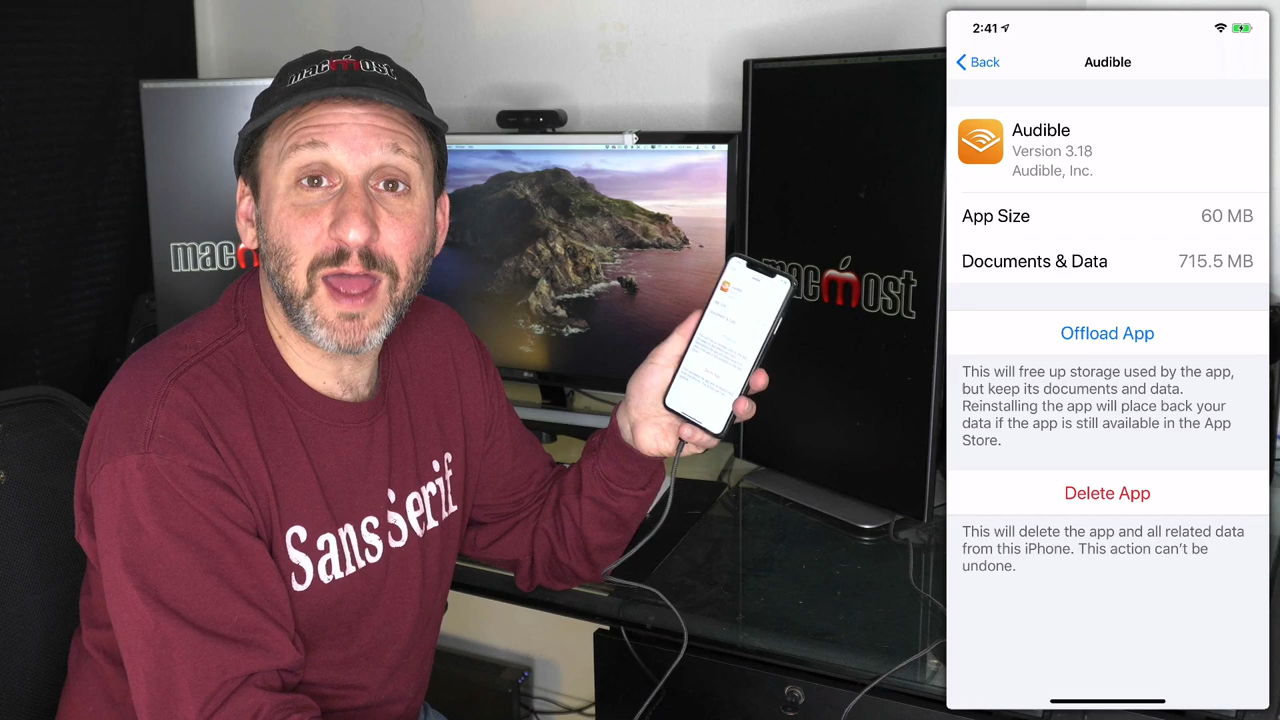 macmost
mac
macmost
Sans Serif
2:41
Back
Audible
Audible
Version 3.18
Audible, Inc.
App Size
60 MB
Documents & Data
715.5 MB
Offload App
This will free up storage used by the app,
but keep its documents and data.
Reinstalling the app will place back your
data if the app is still available in the App
Store.
Delete App
This will delete the app and all related data
from this iPhone. This action can't be
undone.